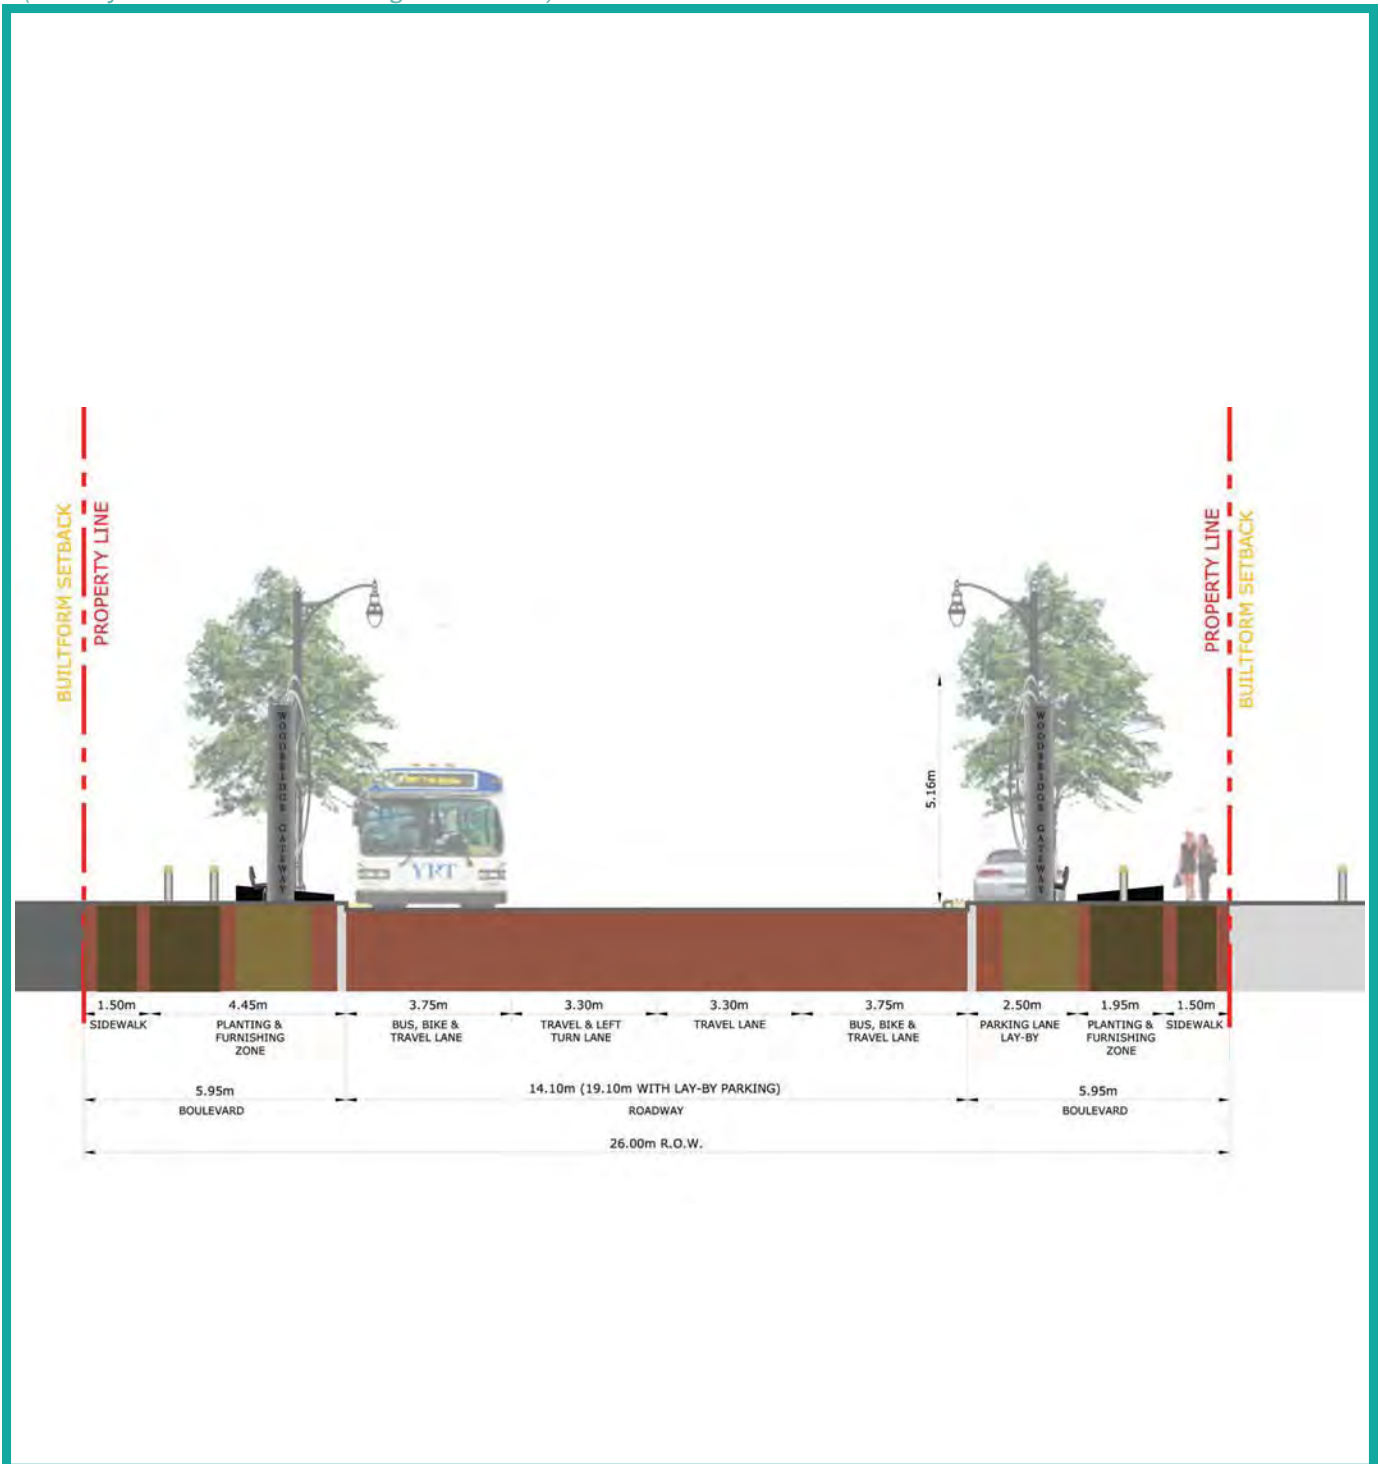 BUILTFORM SETBACK
PROPERTY LINE
PROPERTY LINE
BUILTFORM SETBACK
WOODBRIDGE GATEWAY
WOODBRIDGE GATEWAY
5.16m
YRT
1.50m
SIDEWALK
4.45m
PLANTING &
FURNISHING
ZONE
3.75m
BUS, BIKE &
TRAVEL LANE
3.30m
TRAVEL & LEFT
TURN LANE
3.30m
TRAVEL LANE
3.75m
BUS, BIKE &
TRAVEL LANE
2.50m
PARKING LANE
LAY-BY
1.95m
PLANTING &
FURNISHING
ZONE
1.50m
SIDEWALK
5.95m
BOULEVARD
14.10m (19.10m WITH LAY-BY PARKING)
ROADWAY
5.95m
BOULEVARD
26.00m R.O.W.